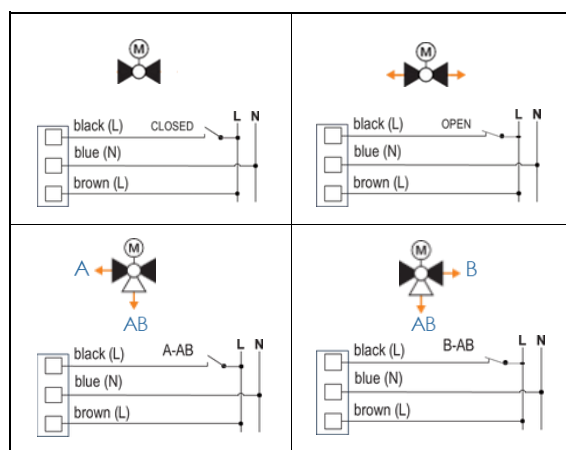 M
L N
black (L) CLOSED
blue (N)
brown (L)
M
L N
black (L) OPEN
blue (N)
brown (L)
M
A
AB
L N
black (L) A-AB
blue (N)
brown (L)
M
B
AB
L N
black (L) B-AB
blue (N)
brown (L)